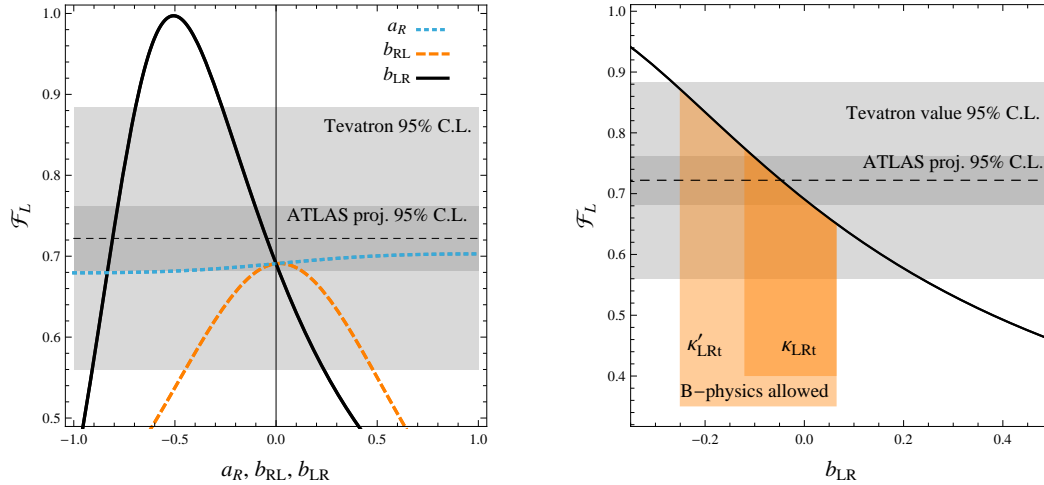 1.0
0.9
0.8
0.7
0.6
0.5
ℱ_L
a_R
b_RL
b_LR
Tevatron 95% C.L.
ATLAS proj. 95% C.L.
−1.0 −0.5 0.0 0.5 1.0
a_R, b_RL, b_LR
1.0
0.9
0.8
0.7
0.6
0.5
0.4
ℱ_L
Tevatron value 95% C.L.
ATLAS proj. 95% C.L.
κ′_LRt κ_LRt
B−physics allowed
−0.2 0.0 0.2 0.4
b_LR